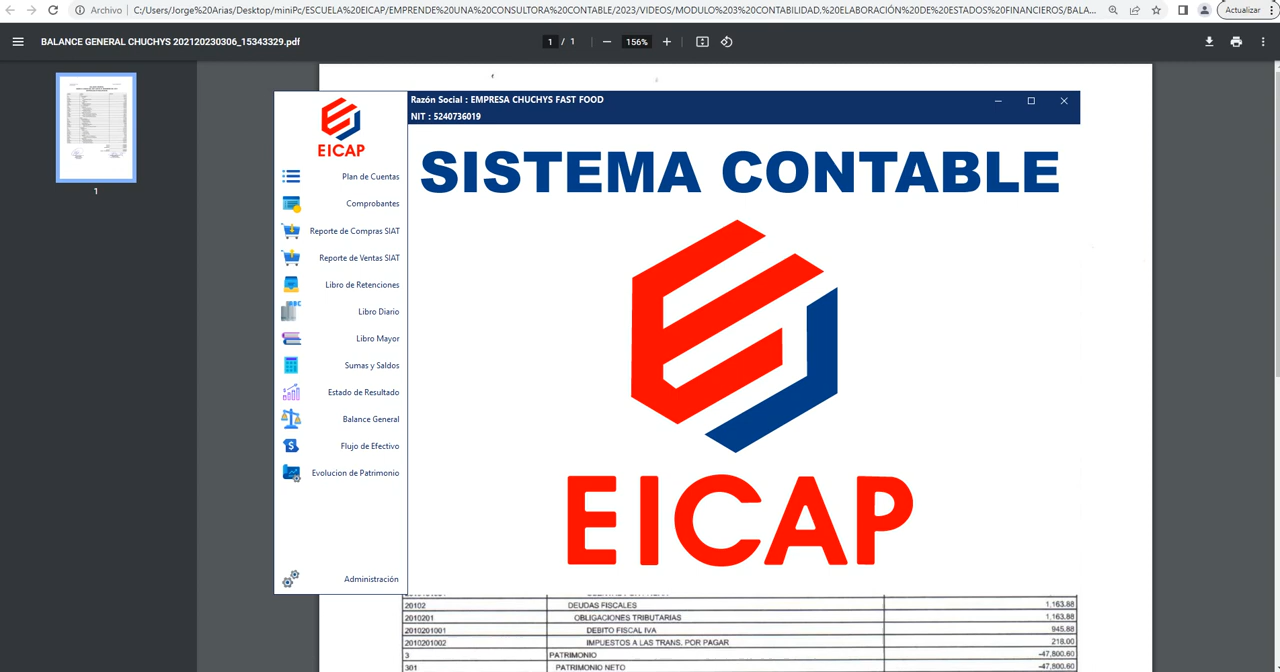 Archivo
C:/Users/Jorge%20Arias/Desktop/miniPc/ESCUELA%20EICAP/EMPRENDE%20UNA%20CONSULTORA%20CONTABLE/2023/VIDEOS/MODULO%203%20CONTABILIDAD.%20ELABORACIÓN%20DE%20ESTADOS%20FINANCIEROS/BALA...
Actualizar
BALANCE GENERAL CHUCHYS 202120230306_15343329.pdf
1 / 1
156%
1
EICAP
Razón Social : EMPRESA CHUCHYS FAST FOOD
NIT : 5240736019
SISTEMA CONTABLE
EICAP
Plan de Cuentas
Comprobantes
Reporte de Compras SIAT
Reporte de Ventas SIAT
Libro de Retenciones
Libro Diario
Libro Mayor
Sumas y Saldos
Estado de Resultado
Balance General
Flujo de Efectivo
Evolucion de Patrimonio
Administración
20102 DEUDAS FISCALES 1,163.88
2010201 OBLIGACIONES TRIBUTARIAS 1,163.88
2010201001 DEBITO FISCAL IVA 945.88
2010201002 IMPUESTOS A LAS TRANS. POR PAGAR 218.00
3 PATRIMONIO -47,800.60
301 PATRIMONIO NETO -47,800.60